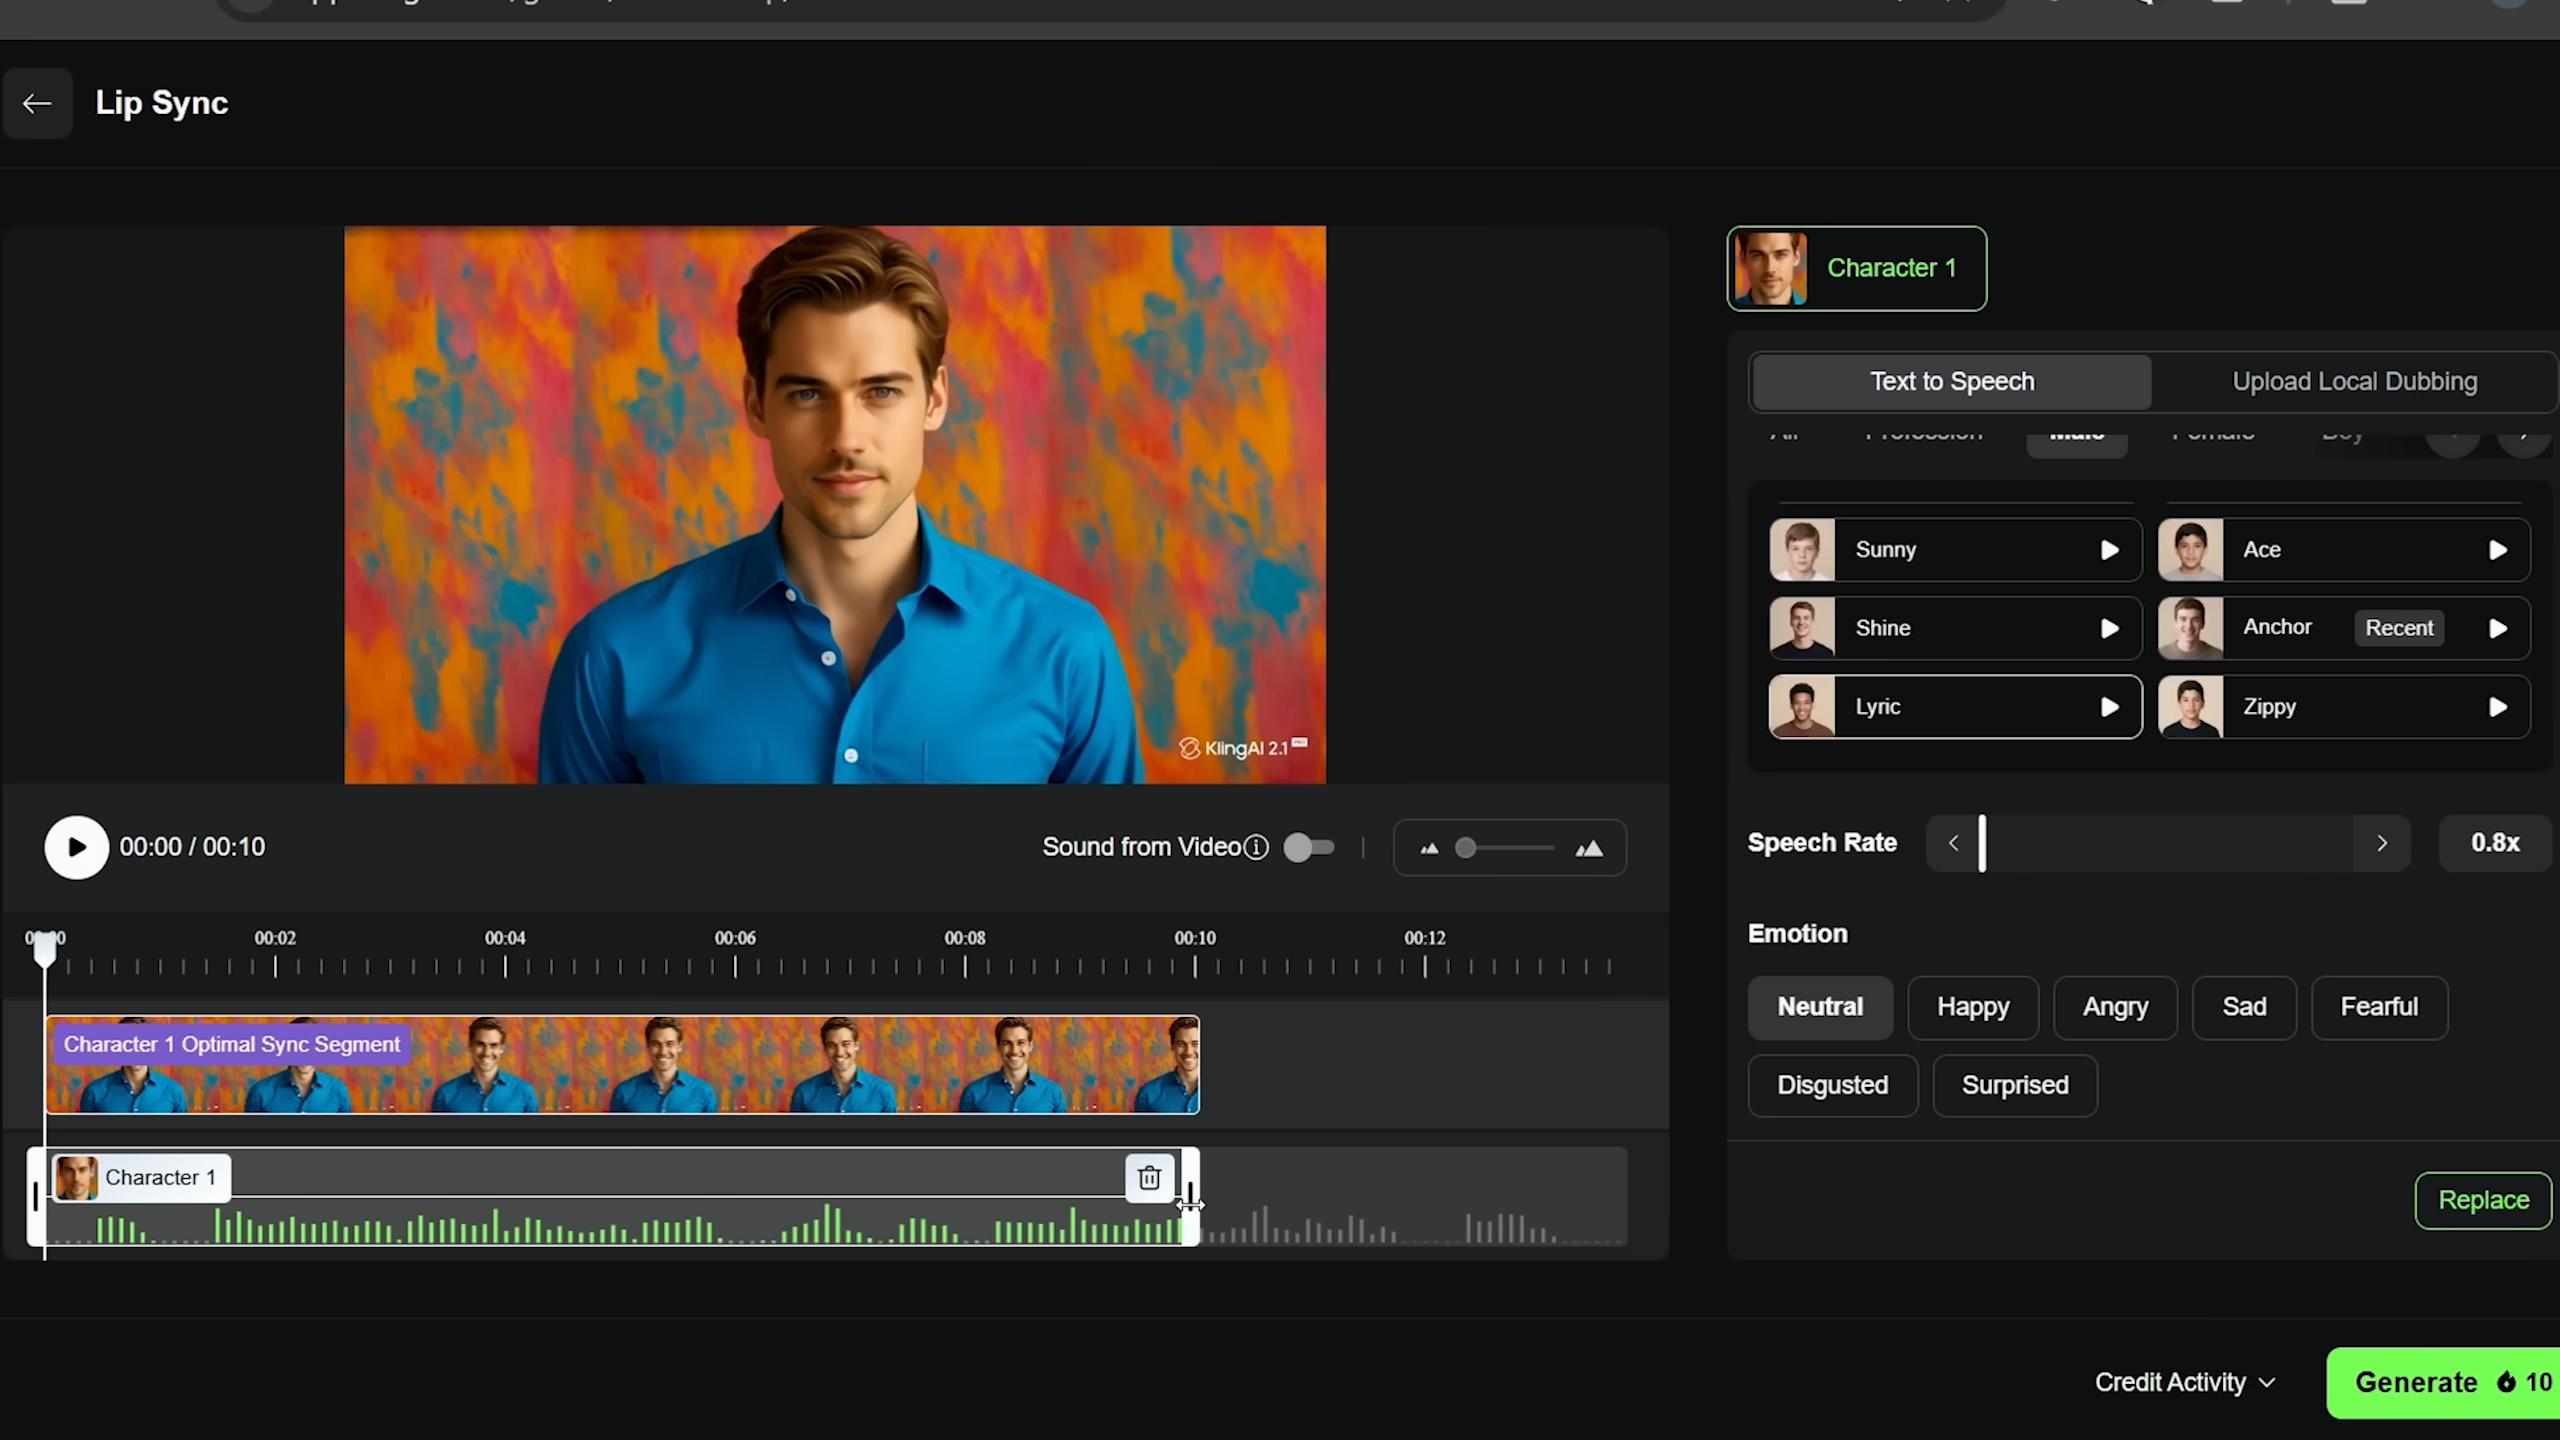 Lip Sync
Character 1
Text to Speech
Upload Local Dubbing
Male
Sunny
Ace
Shine
Anchor
Recent
Lyric
Zippy
KlingAI 2.1
00:00 / 00:10
Sound from Video
Speech Rate
0.8x
00:02
00:04
00:06
00:08
00:10
00:12
Emotion
Neutral
Happy
Angry
Sad
Fearful
Character 1 Optimal Sync Segment
Disgusted
Surprised
Character 1
Replace
Credit Activity
Generate
10